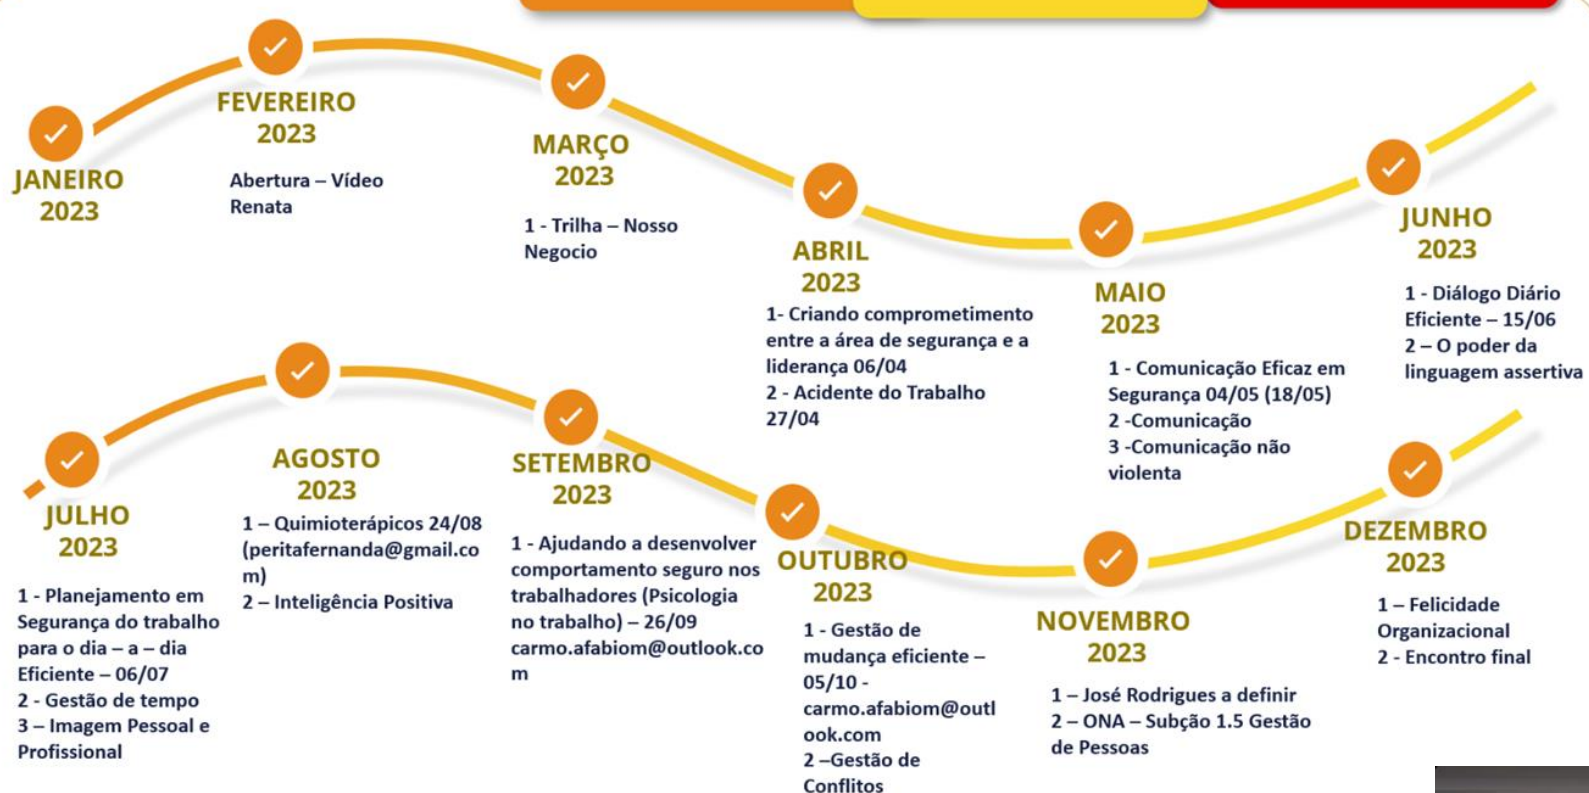 JANEIRO
2023
FEVEREIRO
2023
Abertura – Vídeo
Renata
MARÇO
2023
1 - Trilha – Nosso
Negocio
ABRIL
2023
1- Criando comprometimento
entre a área de segurança e a
liderança 06/04
2 - Acidente do Trabalho
27/04
MAIO
2023
1 - Comunicação Eficaz em
Segurança 04/05 (18/05)
2 -Comunicação
3 -Comunicação não
violenta
JUNHO
2023
1 - Diálogo Diário
Eficiente – 15/06
2 – O poder da
linguagem assertiva
JULHO
2023
1 - Planejamento em
Segurança do trabalho
para o dia – a – dia
Eficiente – 06/07
2 - Gestão de tempo
3 – Imagem Pessoal e
Profissional
AGOSTO
2023
1 – Quimioterápicos 24/08
(peritafernanda@gmail.co
m)
2 – Inteligência Positiva
SETEMBRO
2023
1 - Ajudando a desenvolver
comportamento seguro nos
trabalhadores (Psicologia
no trabalho) – 26/09
carmo.afabiom@outlook.co
m
OUTUBRO
2023
1 - Gestão de
mudança eficiente –
05/10 -
carmo.afabiom@outl
ook.com
2 –Gestão de
Conflitos
NOVEMBRO
2023
1 – José Rodrigues a definir
2 – ONA – Subção 1.5 Gestão
de Pessoas
DEZEMBRO
2023
1 – Felicidade
Organizacional
2 - Encontro final